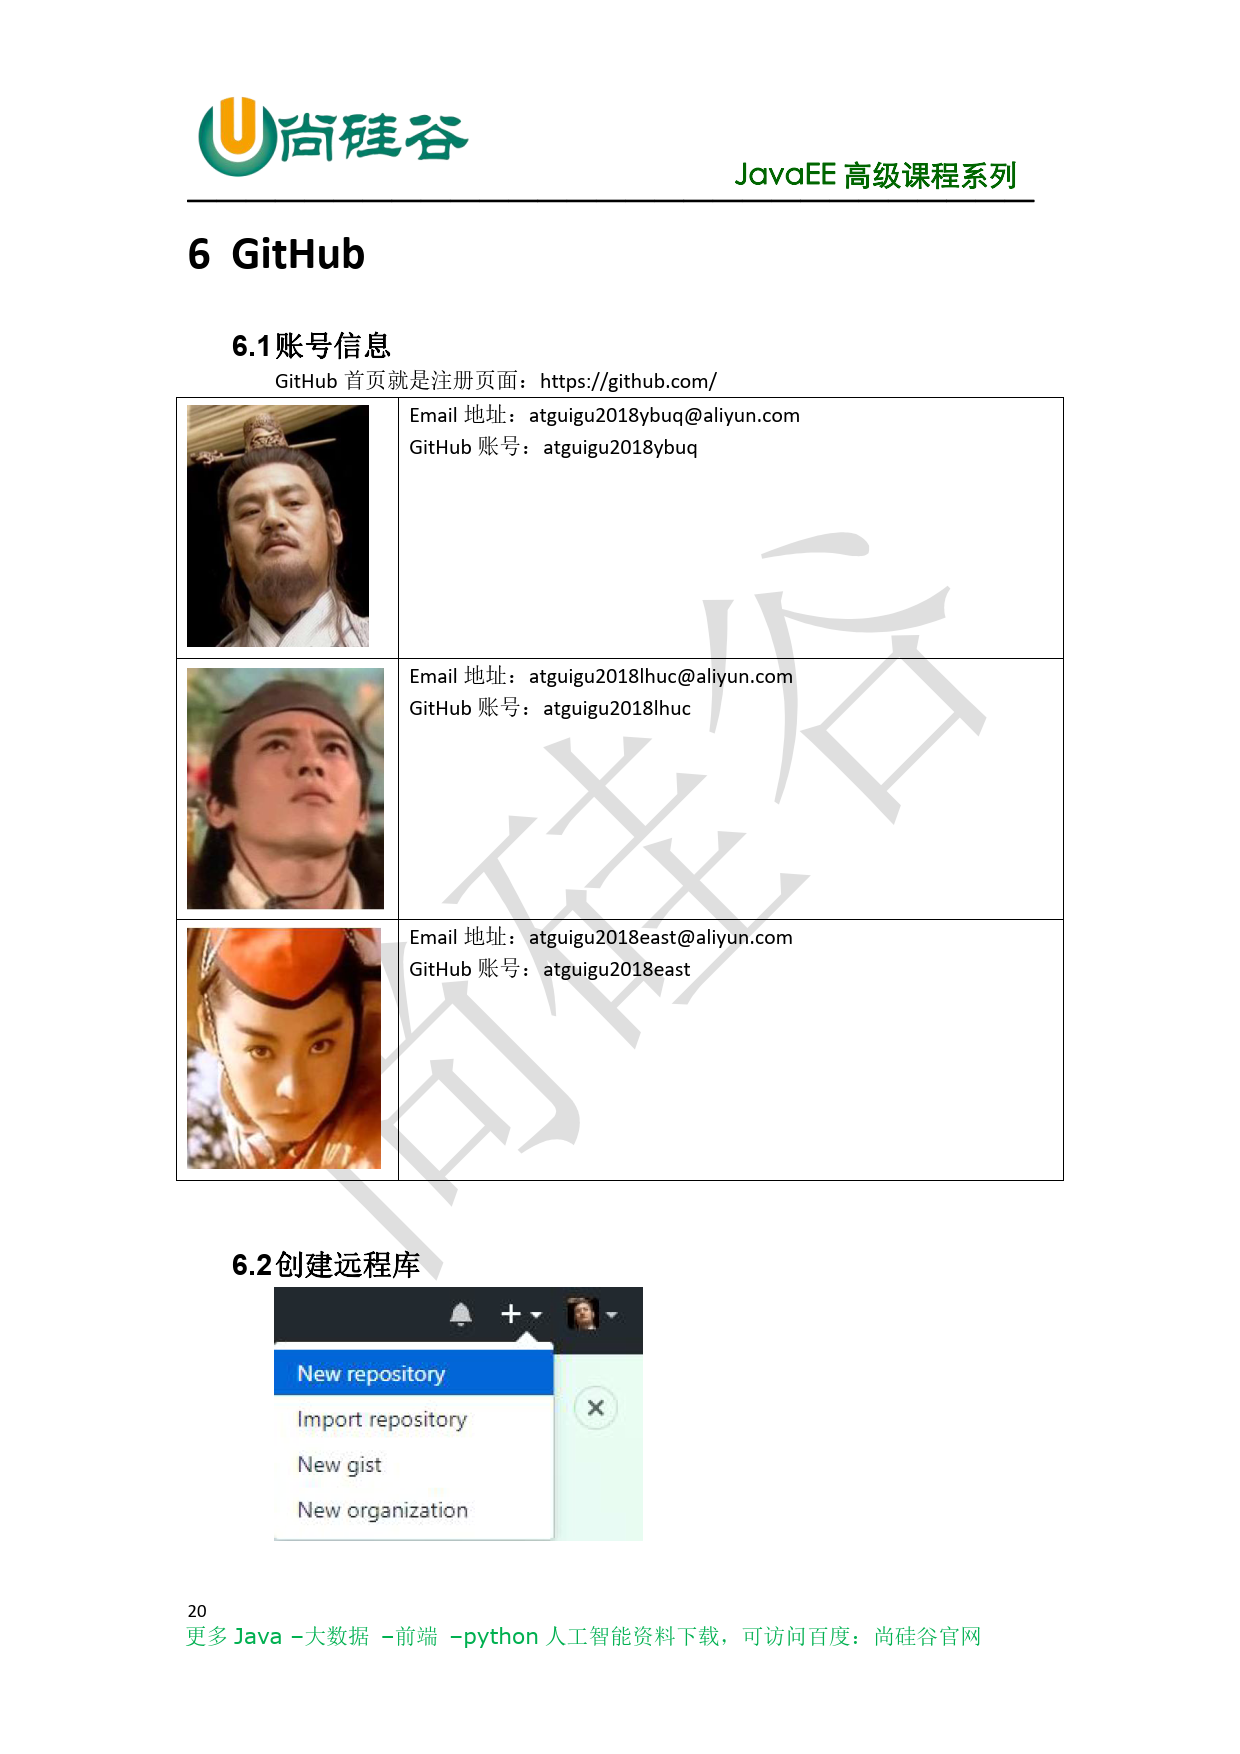 尚硅谷
JavaEE 高级课程系列
6 GitHub
6.1账号信息
GitHub 首页就是注册页面：https://github.com/
Email 地址：atguigu2018ybuq@aliyun.com
GitHub 账号：atguigu2018ybuq
Email 地址：atguigu2018lhuc@aliyun.com
GitHub 账号：atguigu2018lhuc
Email 地址：atguigu2018east@aliyun.com
GitHub 账号：atguigu2018east
尚硅谷
6.2创建远程库
New repository
Import repository
New gist
New organization
20
更多 Java –大数据 –前端 –python 人工智能资料下载，可访问百度：尚硅谷官网